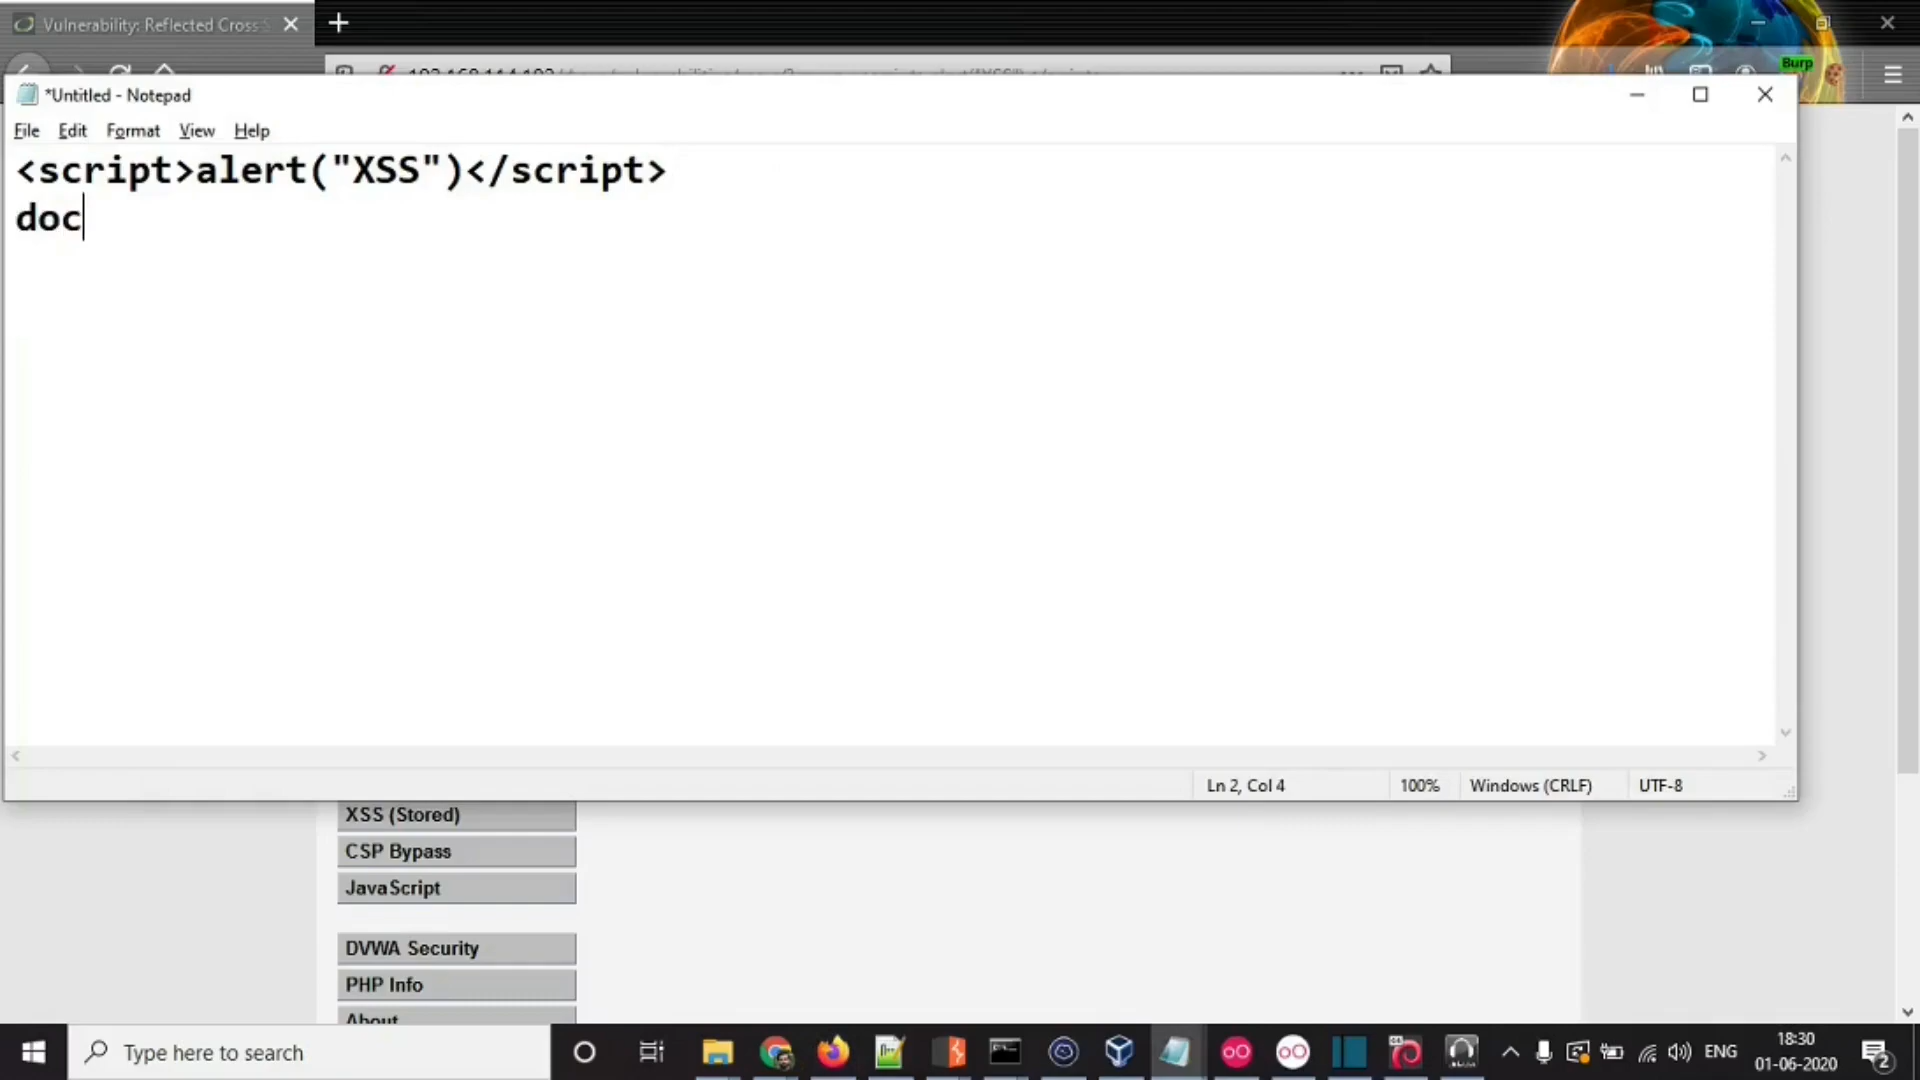 Vulnerability: Reflected Cross S
Burp
*Untitled - Notepad
File Edit Format View Help
<script>alert("XSS")</script>
doc
Ln 2, Col 4 100% Windows (CRLF) UTF-8
XSS (Stored)
CSP Bypass
JavaScript
DVWA Security
PHP Info
About
Type here to search
ENG
18:30
01-06-2020
2